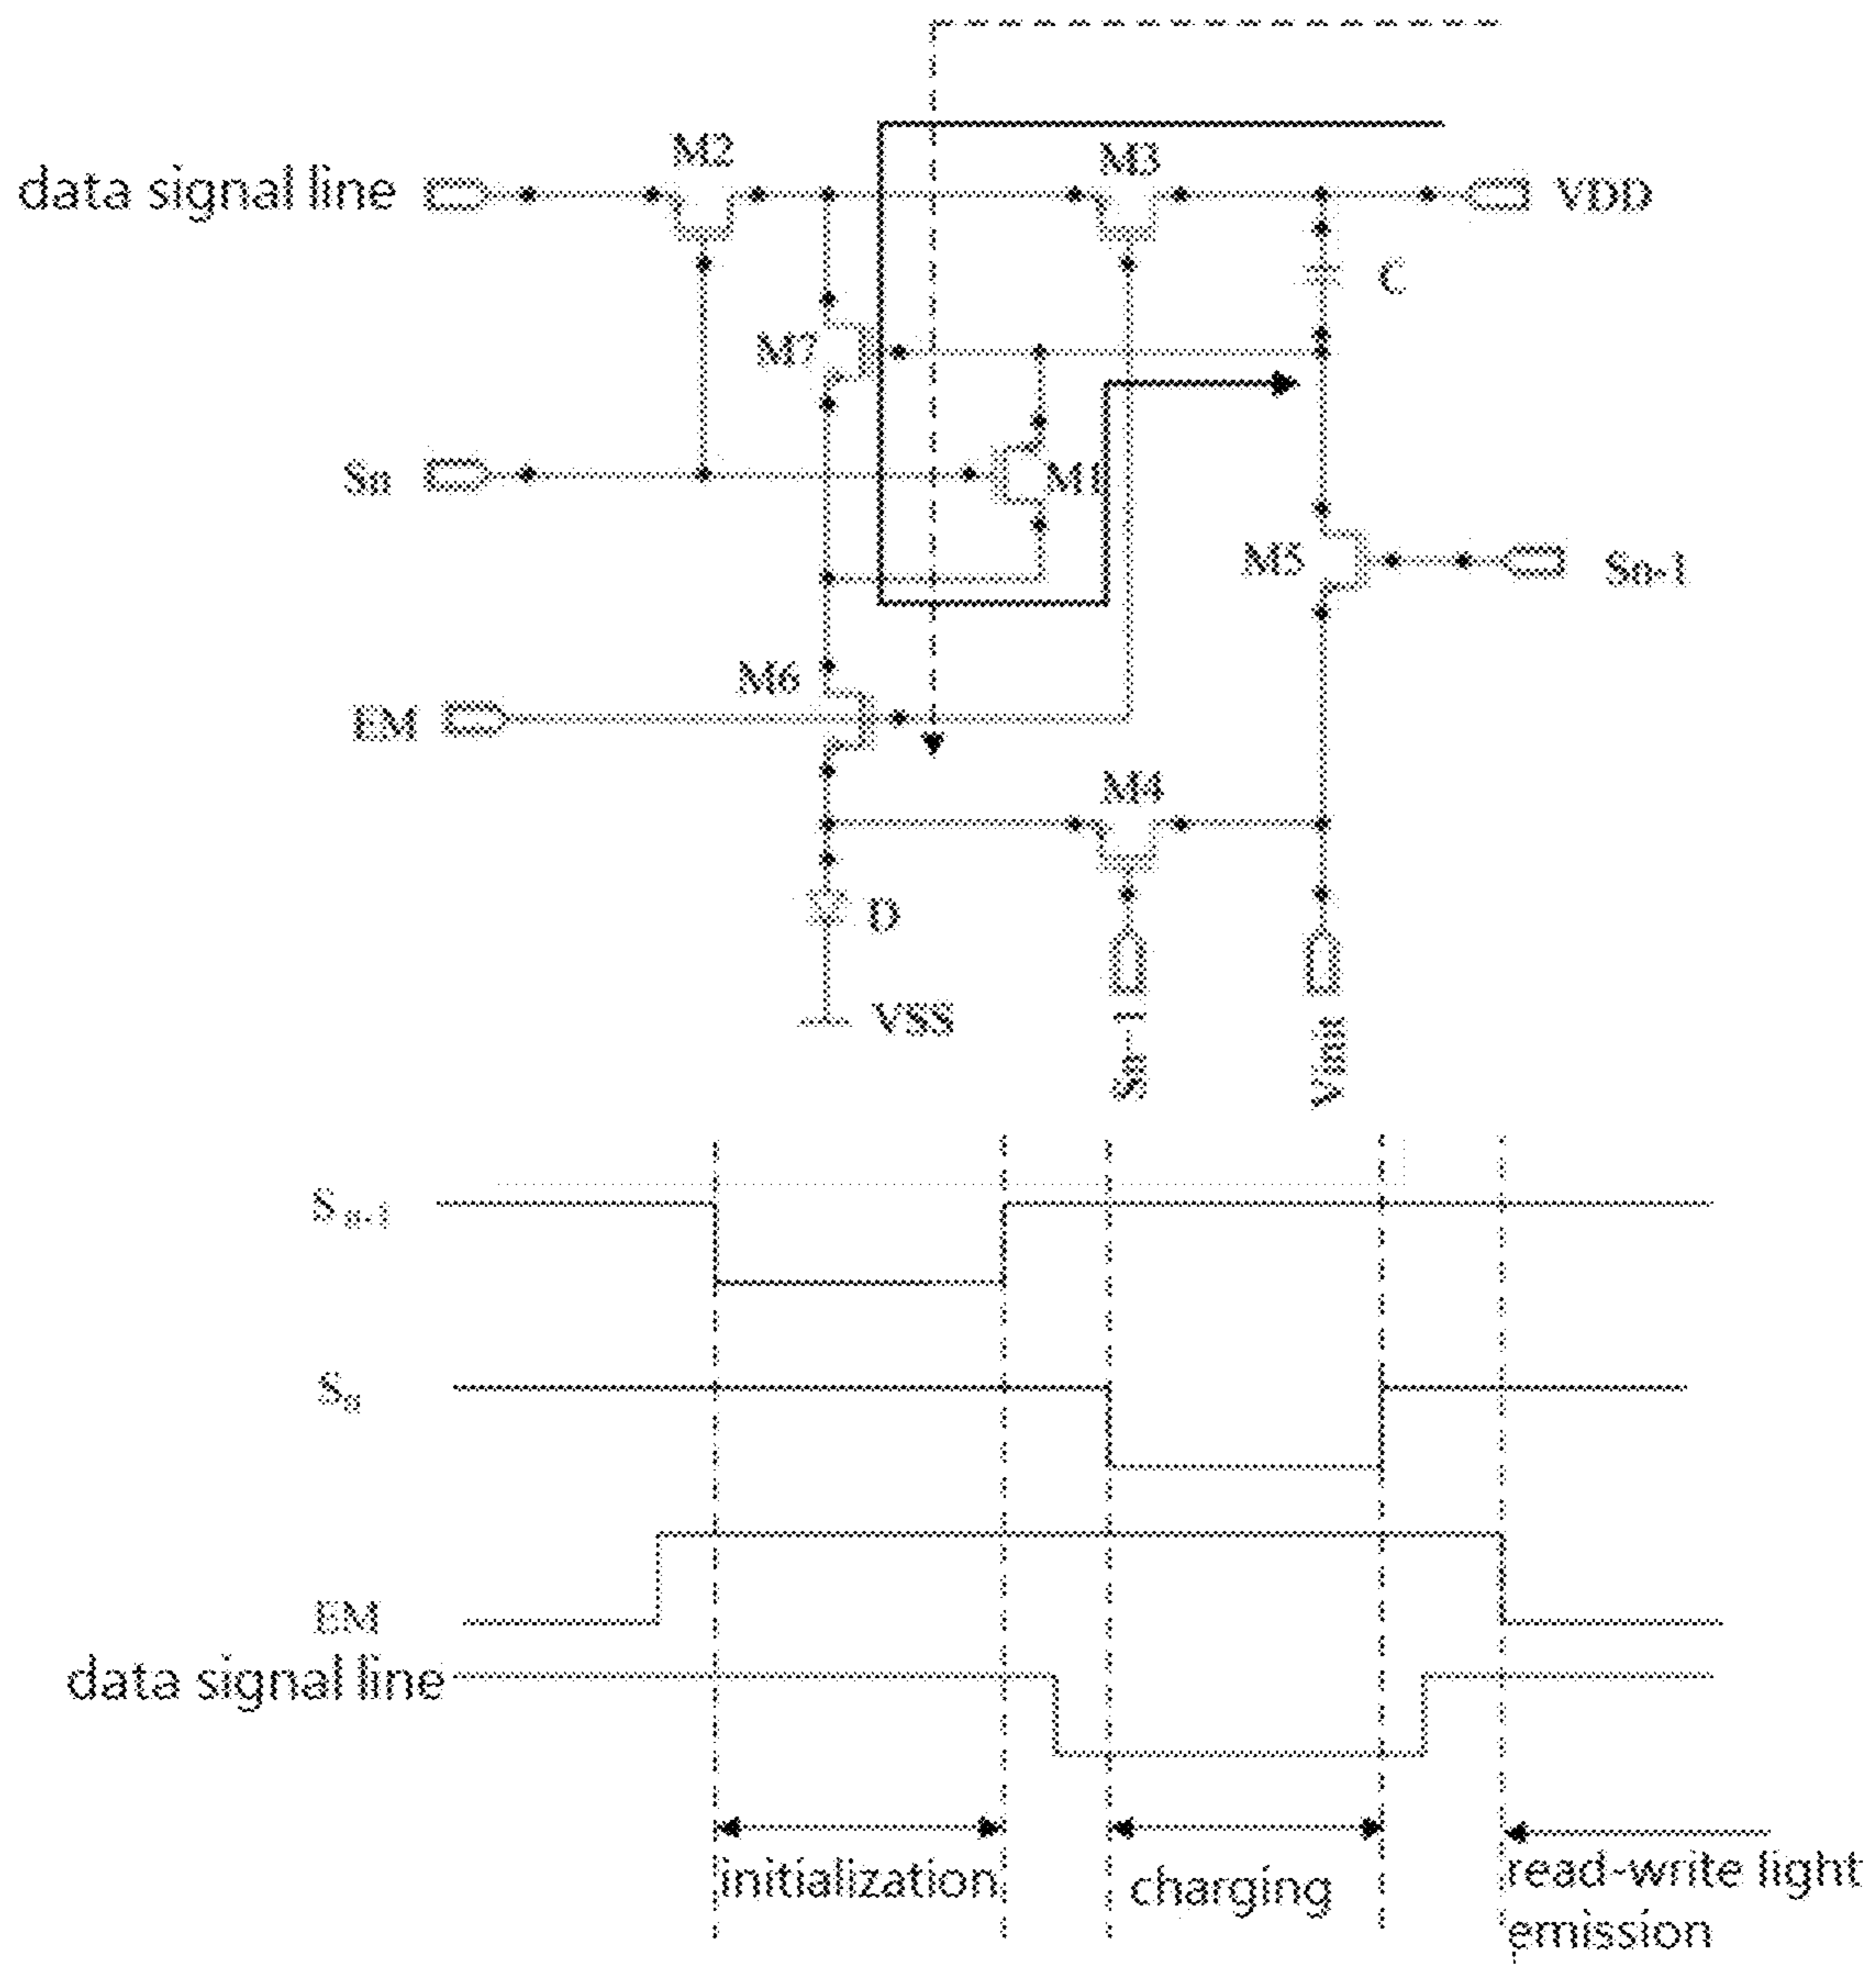 M2
M3
data signal line
VDD
C
M7
Sn
M1
M5
Sn-1
M6
EM
M4
D
VSS
Sn-1
Vinit
Sn-1
Sn
EM
data signal line
initialization
charging
read-write light
emission